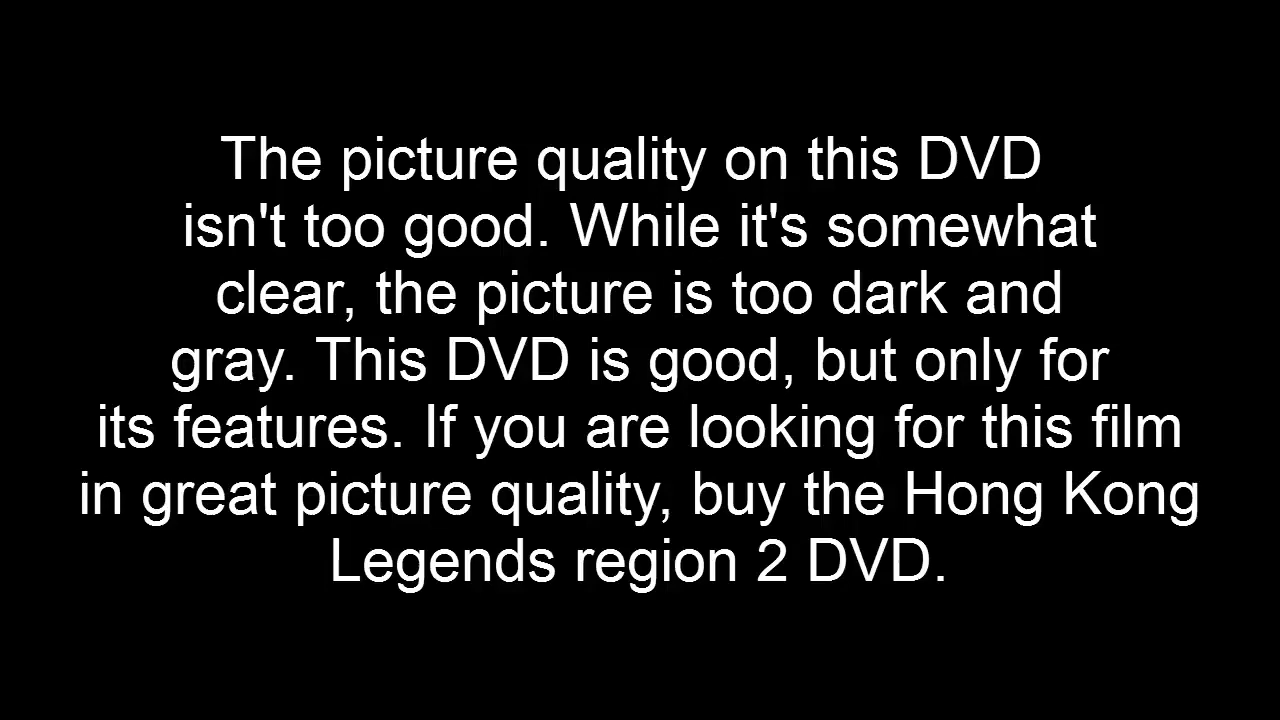 The picture quality on this DVD
isn't too good. While it's somewhat
clear, the picture is too dark and
gray. This DVD is good, but only for
its features. If you are looking for this film
in great picture quality, buy the Hong Kong
Legends region 2 DVD.